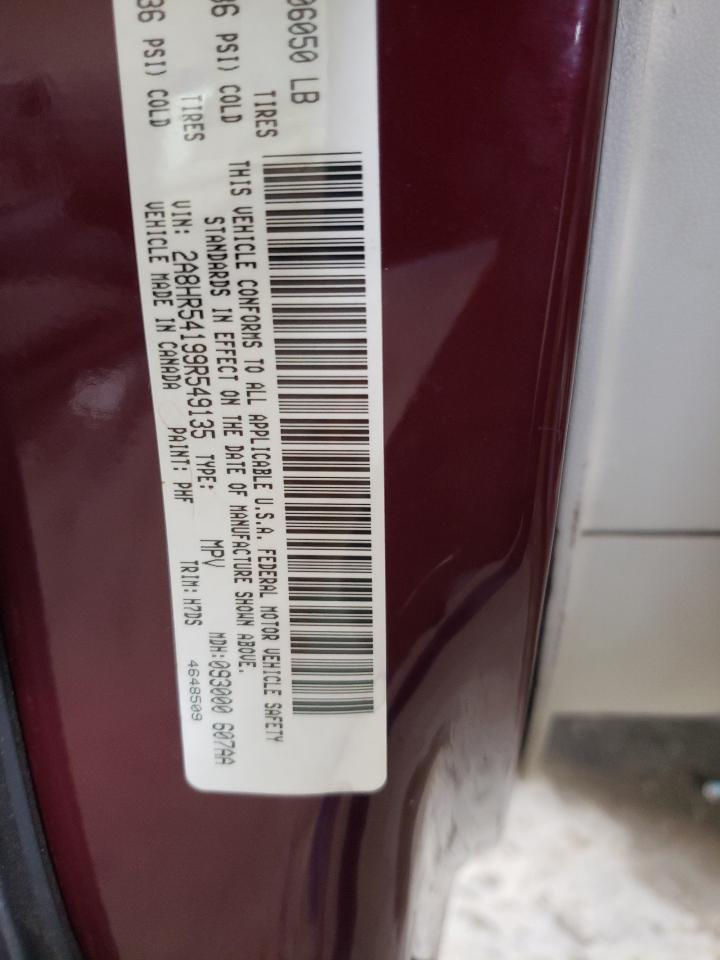 06050 LB
TIRES
36 PSI) COLD
TIRES
36 PSI) COLD
THIS VEHICLE CONFORMS TO ALL APPLICABLE U.S.A. FEDERAL MOTOR VEHICLE SAFETY
STANDARDS IN EFFECT ON THE DATE OF MANUFACTURE SHOWN ABOVE.
VIN: 2A8HR54199R549135 TYPE: MPV MDH:093000 607AA
VEHICLE MADE IN CANADA PAINT: PHF TRIM: H7DS 4648509